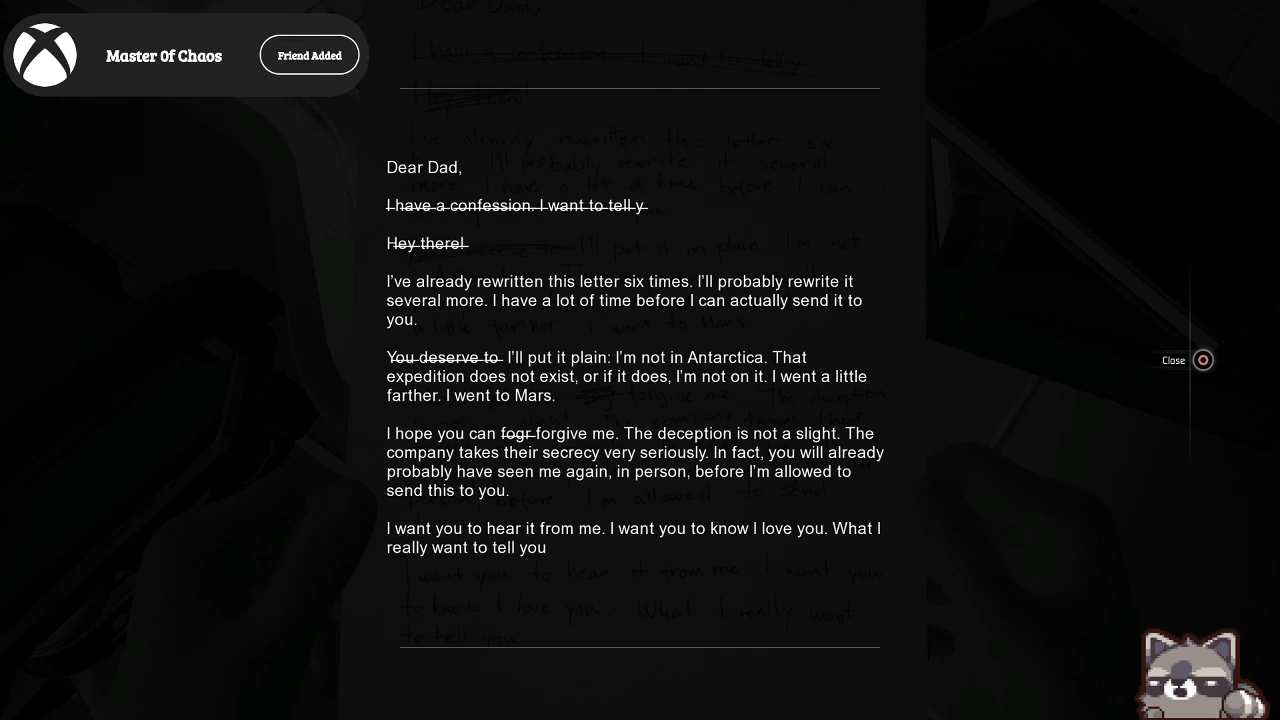 Master 0f Chaos
Friend Added
Dear Dad,
I have a confession. I want to tell y
Hey there!
I've already rewritten this letter six times. I'll probably rewrite it
several more. I have a lot of time before I can actually send it to
you.
You deserve to I'll put it plain: I'm not in Antarctica. That
expedition does not exist, or if it does, I'm not on it. I went a little
farther. I went to Mars.
I hope you can fogr forgive me. The deception is not a slight. The
company takes their secrecy very seriously. In fact, you will already
probably have seen me again, in person, before I'm allowed to
send this to you.
I want you to hear it from me. I want you to know I love you. What I
really want to tell you
Close